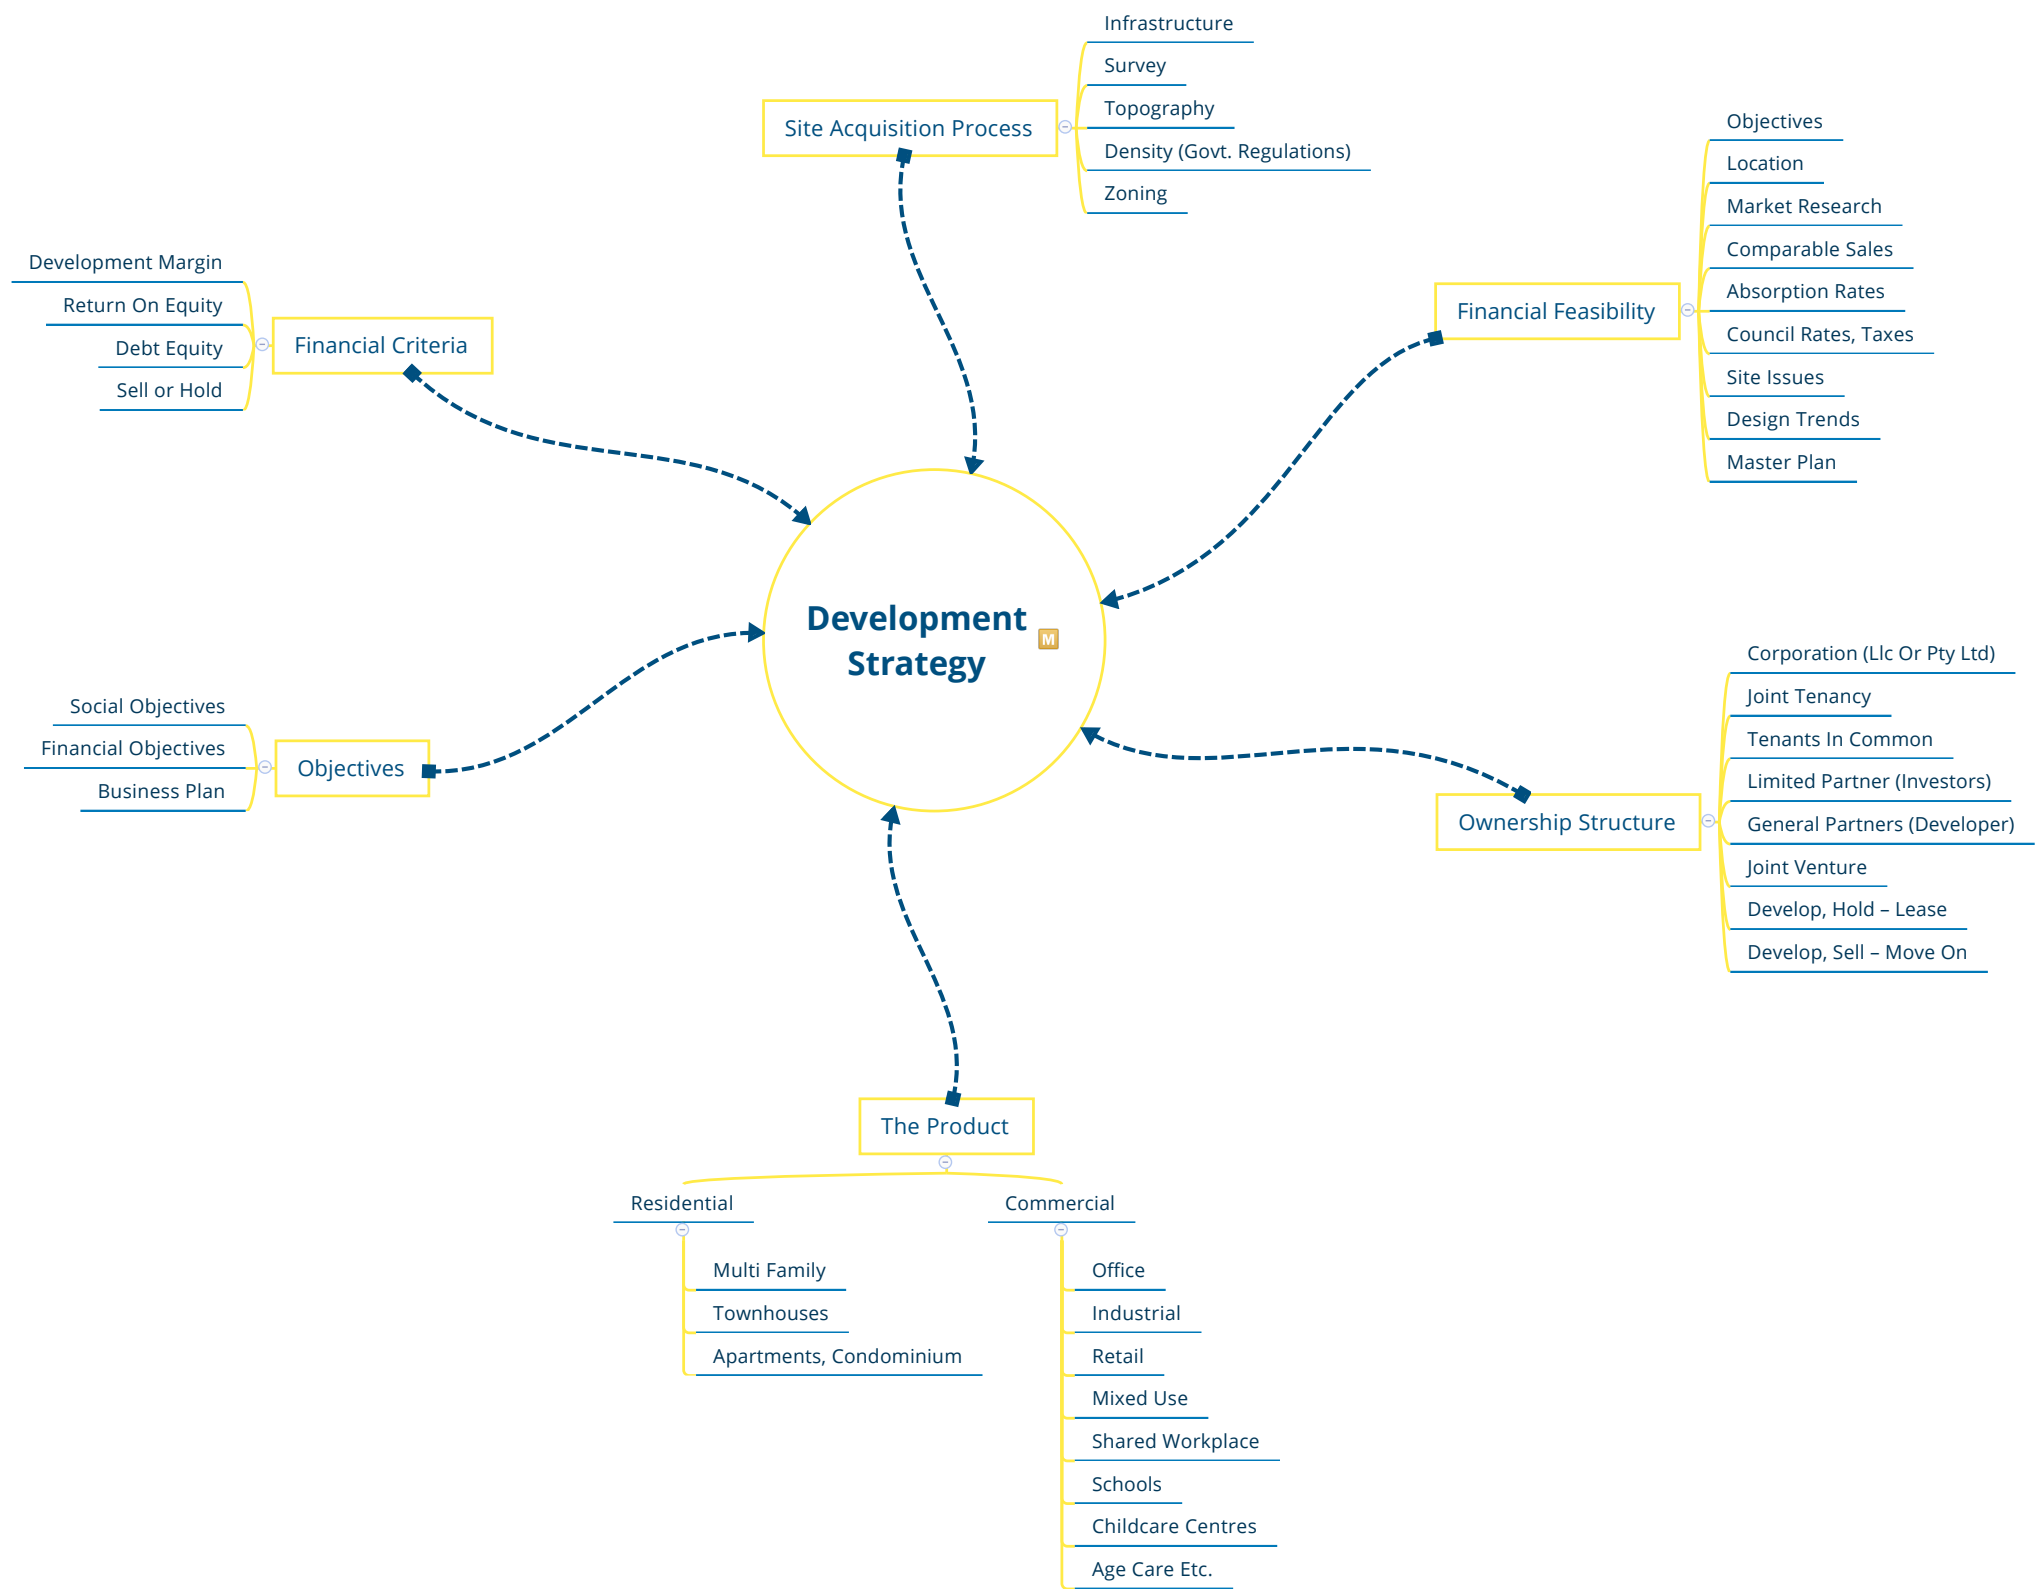 Infrastructure
Survey
Topography
Density (Govt. Regulations)
Zoning
Site Acquisition Process
Objectives
Location
Market Research
Comparable Sales
Absorption Rates
Council Rates, Taxes
Site Issues
Design Trends
Master Plan
Financial Feasibility
Development Margin
Return On Equity
Debt Equity
Sell or Hold
Financial Criteria
Development
Strategy
M
Corporation (Llc Or Pty Ltd)
Joint Tenancy
Tenants In Common
Limited Partner (Investors)
General Partners (Developer)
Joint Venture
Develop, Hold – Lease
Develop, Sell – Move On
Ownership Structure
Social Objectives
Financial Objectives
Business Plan
Objectives
The Product
Residential
Multi Family
Townhouses
Apartments, Condominium
Commercial
Office
Industrial
Retail
Mixed Use
Shared Workplace
Schools
Childcare Centres
Age Care Etc.